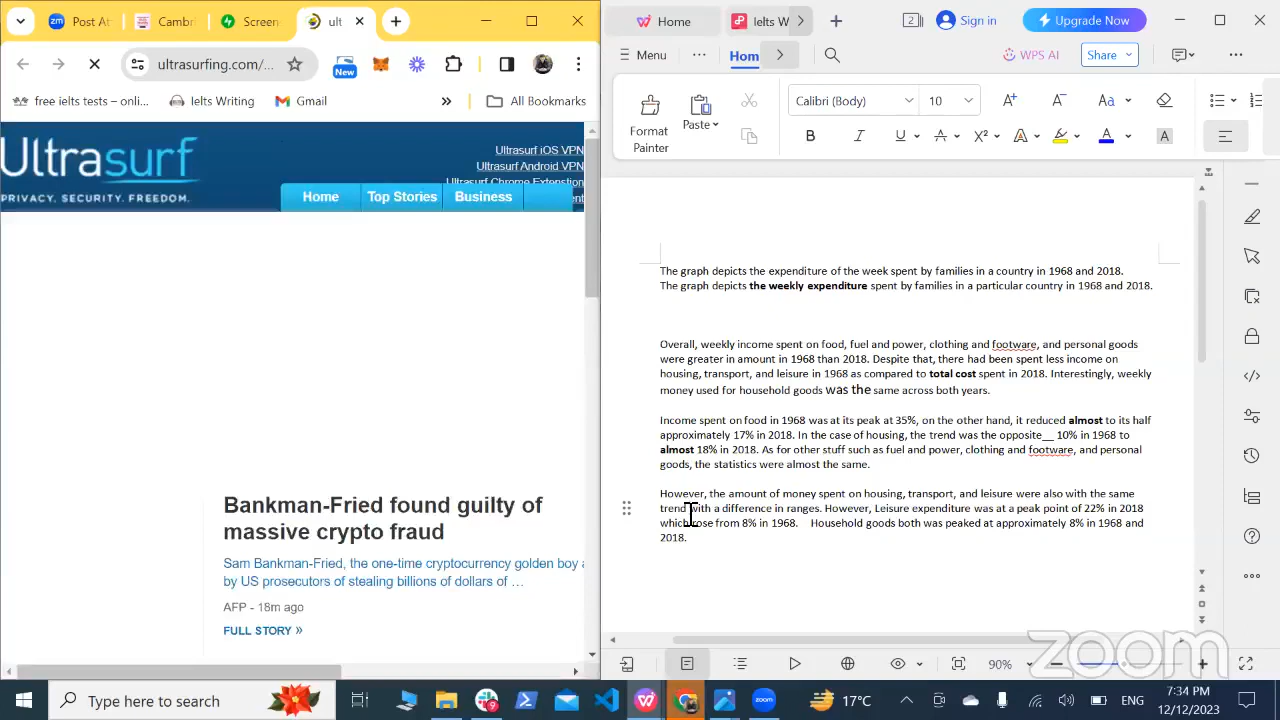 Post At
Cambri
Screen
ult
Home
Ielts W
Sign in
Upgrade Now
ultrasurfing.com/...
New
Menu
Hom
WPS AI
Share
free ielts tests – onli...
Ielts Writing
Gmail
All Bookmarks
Format
Painter
Paste
Calibri (Body)
10
Ultrasurf
PRIVACY. SECURITY. FREEDOM.
Ultrasurf iOS VPN
Ultrasurf Android VPN
Ultrasurf Chrome Extenstion
ent
Home
Top Stories
Business
Bankman-Fried found guilty of
massive crypto fraud
Sam Bankman-Fried, the one-time cryptocurrency golden boy a
by US prosecutors of stealing billions of dollars of ...
AFP - 18m ago
FULL STORY »
The graph depicts the expenditure of the week spent by families in a country in 1968 and 2018.
The graph depicts the weekly expenditure spent by families in a particular country in 1968 and 2018.
Overall, weekly income spent on food, fuel and power, clothing and footware, and personal goods
were greater in amount in 1968 than 2018. Despite that, there had been spent less income on
housing, transport, and leisure in 1968 as compared to total cost spent in 2018. Interestingly, weekly
money used for household goods was the same across both years.
Income spent on food in 1968 was at its peak at 35%, on the other hand, it reduced almost to its half
approximately 17% in 2018. In the case of housing, the trend was the opposite__ 10% in 1968 to
almost 18% in 2018. As for other stuff such as fuel and power, clothing and footware, and personal
goods, the statistics were almost the same.
However, the amount of money spent on housing, transport, and leisure were also with the same
trend with a difference in ranges. However, Leisure expenditure was at a peak point of 22% in 2018
which rose from 8% in 1968. Household goods both was peaked at approximately 8% in 1968 and
2018.
90%
zoom
Type here to search
17°C
ENG
7:34 PM
12/12/2023